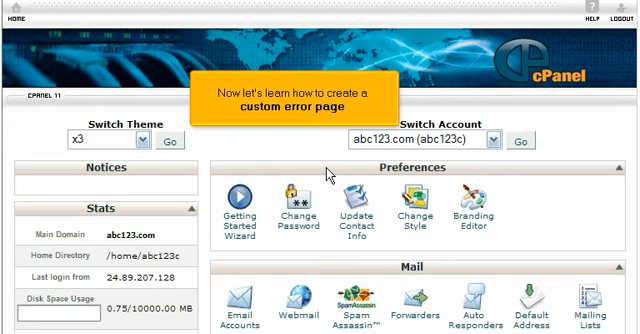 HOME
HELP LOGOUT
cPanel
CPANEL 11
Now let's learn how to create a
custom error page
Switch Theme
x3
Go
Switch Account
abc123.com (abc123c)
Go
Notices
Stats
Main Domain abc123.com
Home Directory /home/abc123c
Last login from 24.89.207.128
Disk Space Usage
0.75/10000.00 MB
Preferences
Getting
Started
Wizard
Change
Password
Update
Contact
Info
Change
Style
Branding
Editor
Mail
Email
Accounts
Webmail
SpamAssassin
Spam
Assassin™
Forwarders
Auto
Responders
Default
Address
Mailing
Lists